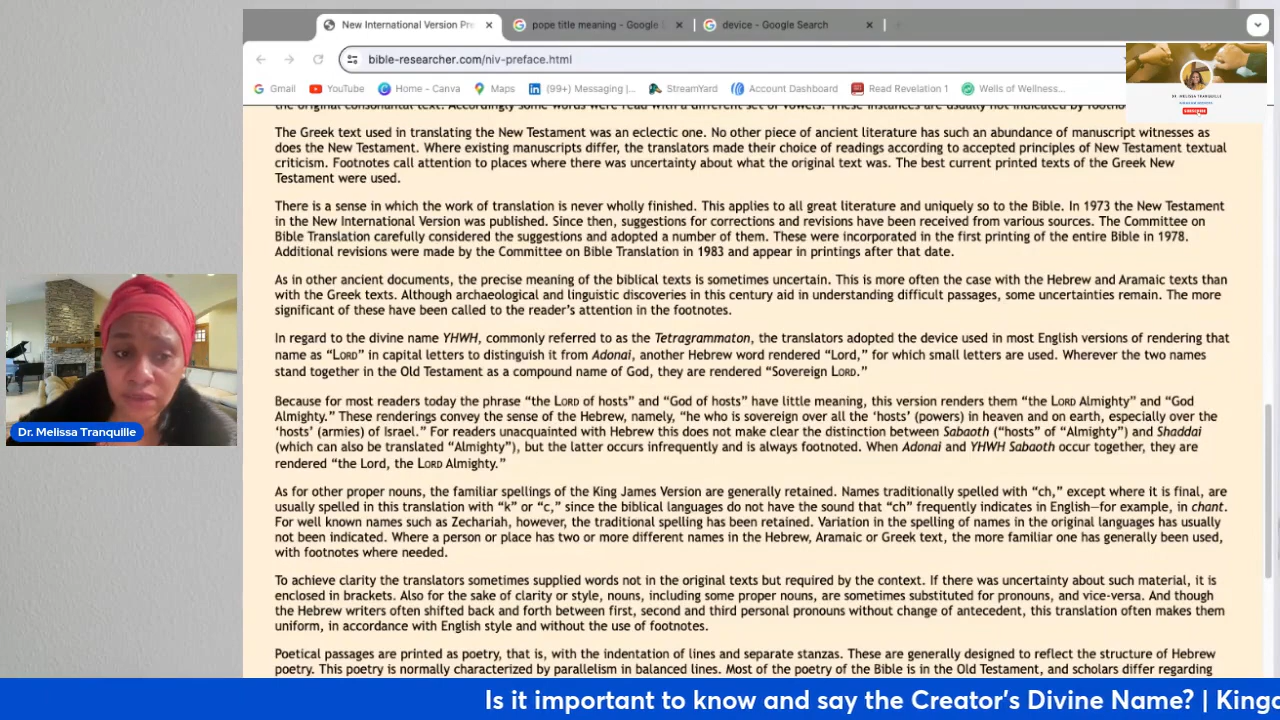 New International Version Pre
pope title meaning - Google S
device - Google Search
bible-researcher.com/niv-preface.html
Gmail
YouTube
Home - Canva
Maps
(99+) Messaging |...
StreamYard
Account Dashboard
Read Revelation 1
Wells of Wellness...
DR. MELISSA TRANQUILLE
The Greek text used in translating the New Testament was an eclectic one. No other piece of ancient literature has such an abundance of manuscript witnesses as
does the New Testament. Where existing manuscripts differ, the translators made their choice of readings according to accepted principles of New Testament textual
criticism. Footnotes call attention to places where there was uncertainty about what the original text was. The best current printed texts of the Greek New
Testament were used.
There is a sense in which the work of translation is never wholly finished. This applies to all great literature and uniquely so to the Bible. In 1973 the New Testament
in the New International Version was published. Since then, suggestions for corrections and revisions have been received from various sources. The Committee on
Bible Translation carefully considered the suggestions and adopted a number of them. These were incorporated in the first printing of the entire Bible in 1978.
Additional revisions were made by the Committee on Bible Translation in 1983 and appear in printings after that date.
As in other ancient documents, the precise meaning of the biblical texts is sometimes uncertain. This is more often the case with the Hebrew and Aramaic texts than
with the Greek texts. Although archaeological and linguistic discoveries in this century aid in understanding difficult passages, some uncertainties remain. The more
significant of these have been called to the reader's attention in the footnotes.
In regard to the divine name YHWH, commonly referred to as the Tetragrammaton, the translators adopted the device used in most English versions of rendering that
name as “LORD” in capital letters to distinguish it from Adonai, another Hebrew word rendered “Lord,” for which small letters are used. Wherever the two names
stand together in the Old Testament as a compound name of God, they are rendered “Sovereign LORD.”
Because for most readers today the phrase “the LORD of hosts” and “God of hosts” have little meaning, this version renders them “the LORD Almighty” and “God
Almighty.” These renderings convey the sense of the Hebrew, namely, “he who is sovereign over all the ‘hosts’ (powers) in heaven and on earth, especially over the
‘hosts’ (armies) of Israel.” For readers unacquainted with Hebrew this does not make clear the distinction between Sabaoth (“hosts” of “Almighty”) and Shaddai
(which can also be translated “Almighty”), but the latter occurs infrequently and is always footnoted. When Adonai and YHWH Sabaoth occur together, they are
rendered “the Lord, the LORD Almighty.”
As for other proper nouns, the familiar spellings of the King James Version are generally retained. Names traditionally spelled with “ch,” except where it is final, are
usually spelled in this translation with “k” or “c,” since the biblical languages do not have the sound that “ch” frequently indicates in English—for example, in chant.
For well known names such as Zechariah, however, the traditional spelling has been retained. Variation in the spelling of names in the original languages has usually
not been indicated. Where a person or place has two or more different names in the Hebrew, Aramaic or Greek text, the more familiar one has generally been used,
with footnotes where needed.
To achieve clarity the translators sometimes supplied words not in the original texts but required by the context. If there was uncertainty about such material, it is
enclosed in brackets. Also for the sake of clarity or style, nouns, including some proper nouns, are sometimes substituted for pronouns, and vice-versa. And though
the Hebrew writers often shifted back and forth between first, second and third personal pronouns without change of antecedent, this translation often makes them
uniform, in accordance with English style and without the use of footnotes.
Poetical passages are printed as poetry, that is, with the indentation of lines and separate stanzas. These are generally designed to reflect the structure of Hebrew
poetry. This poetry is normally characterized by parallelism in balanced lines. Most of the poetry of the Bible is in the Old Testament, and scholars differ regarding
Dr. Melissa Tranquille
Is it important to know and say the Creator's Divine Name? | Kingd